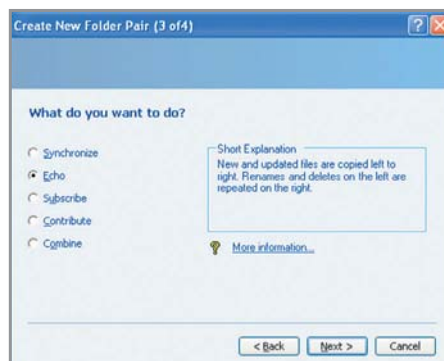 Create New Folder Pair (3 of4)
What do you want to do?
Synchronize
Echo
Subscribe
Contribute
Combine
Short Explanation
New and updated files are copied left to
right. Renames and deletes on the left are
repeated on the right.
More information...
< Back
Next >
Cancel